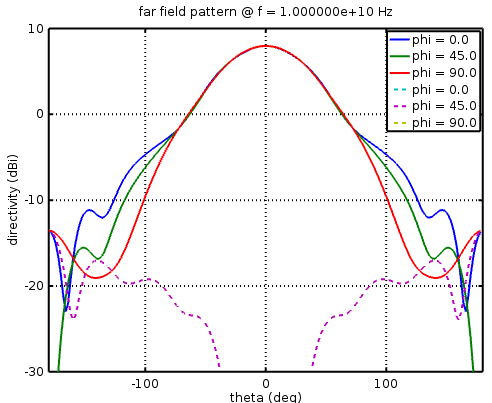 far field pattern @ f = 1.000000e+10 Hz
10
0
-10
-20
-30
directivity (dBi)
phi = 0.0
phi = 45.0
phi = 90.0
phi = 0.0
phi = 45.0
phi = 90.0
-100
0
100
theta (deg)